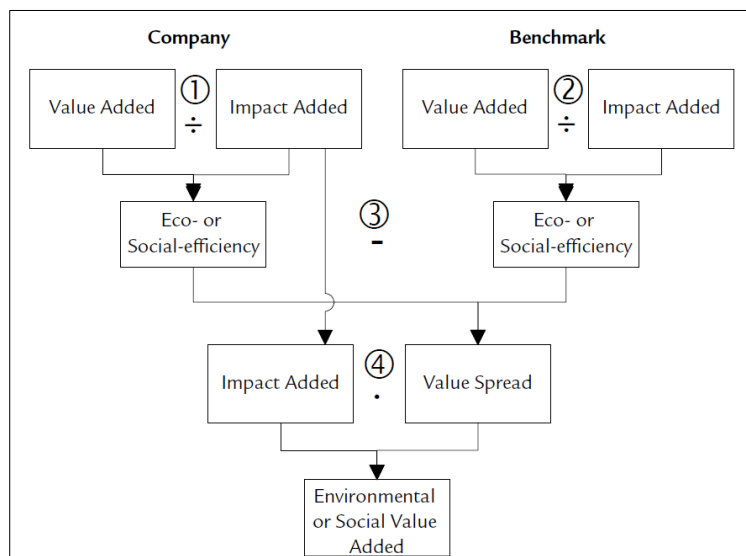 Company
Benchmark
①
②
Value Added
÷
Impact Added
Value Added
÷
Impact Added
Eco- or
Social-efficiency
③
-
Eco- or
Social-efficiency
Impact Added
④
·
Value Spread
Environmental
or Social Value
Added